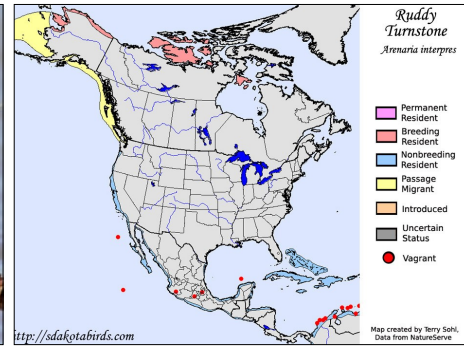 Ruddy
Turnstone
Arenaria interpres
Permanent
Resident
Breeding
Resident
Nonbreeding
Resident
Passage
Migrant
Introduced
Uncertain
Status
Vagrant
Map created by Terry Sohl,
Data from NatureServe
http://sdakotabirds.com